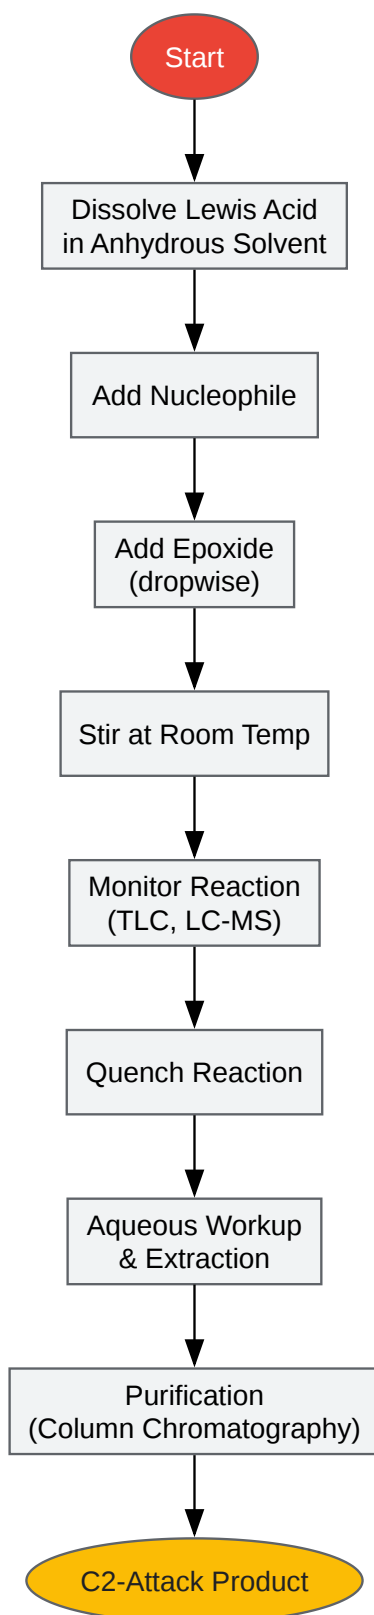 Start
Dissolve Lewis Acid
in Anhydrous Solvent
Add Nucleophile
Add Epoxide
(dropwise)
Stir at Room Temp
Monitor Reaction
(TLC, LC-MS)
Quench Reaction
Aqueous Workup
& Extraction
Purification
(Column Chromatography)
C2-Attack Product